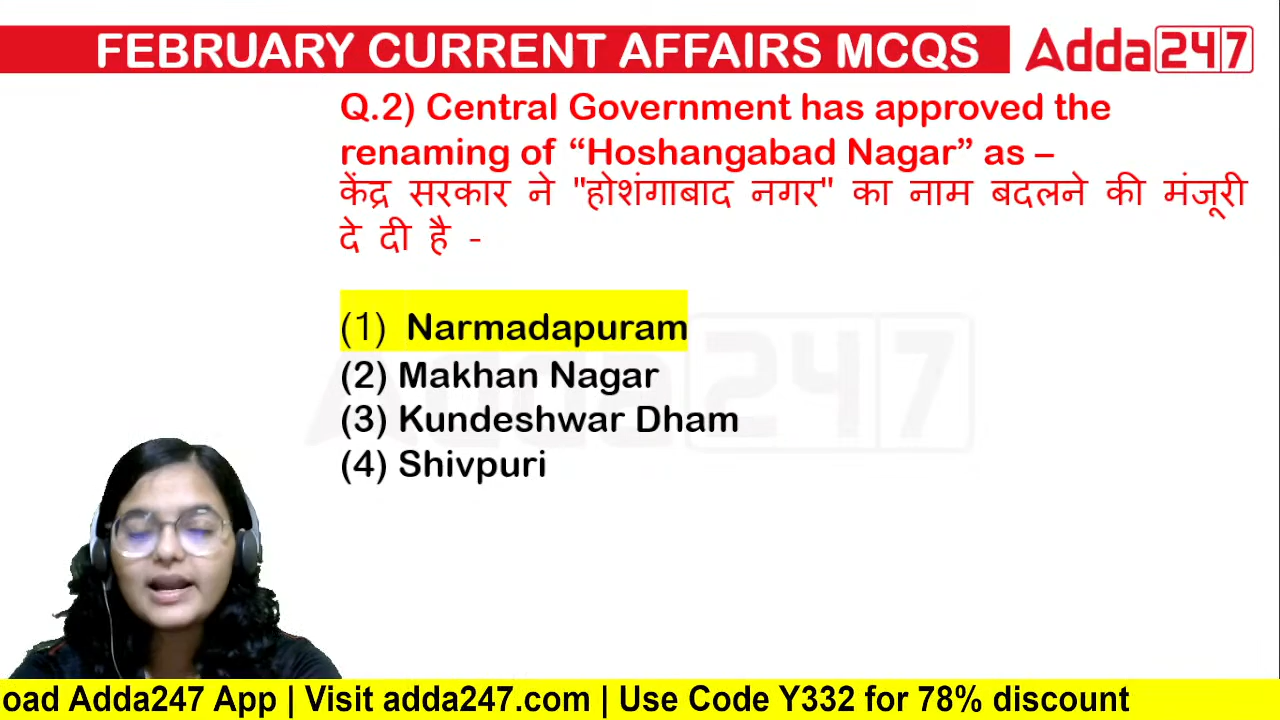 FEBRUARY CURRENT AFFAIRS MCQS
Adda247
Q.2) Central Government has approved the
renaming of “Hoshangabad Nagar” as –
केंद्र सरकार ने "होशंगाबाद नगर" का नाम बदलने की मंजूरी
दे दी है -
(1) Narmadapuram
(2) Makhan Nagar
(3) Kundeshwar Dham
(4) Shivpuri
Adda247
oad Adda247 App | Visit adda247.com | Use Code Y332 for 78% discount